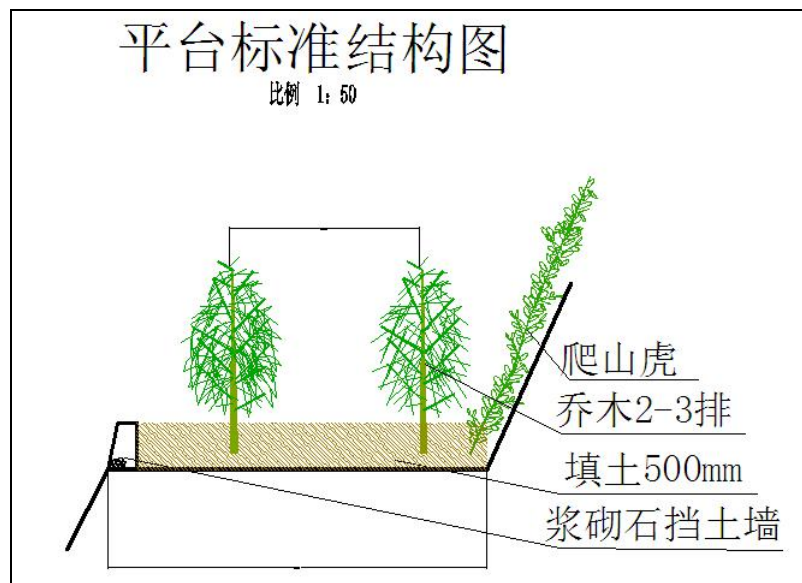 平台标准结构图
比例 1：50
爬山虎
乔木2-3排
填土500mm
浆砌石挡土墙